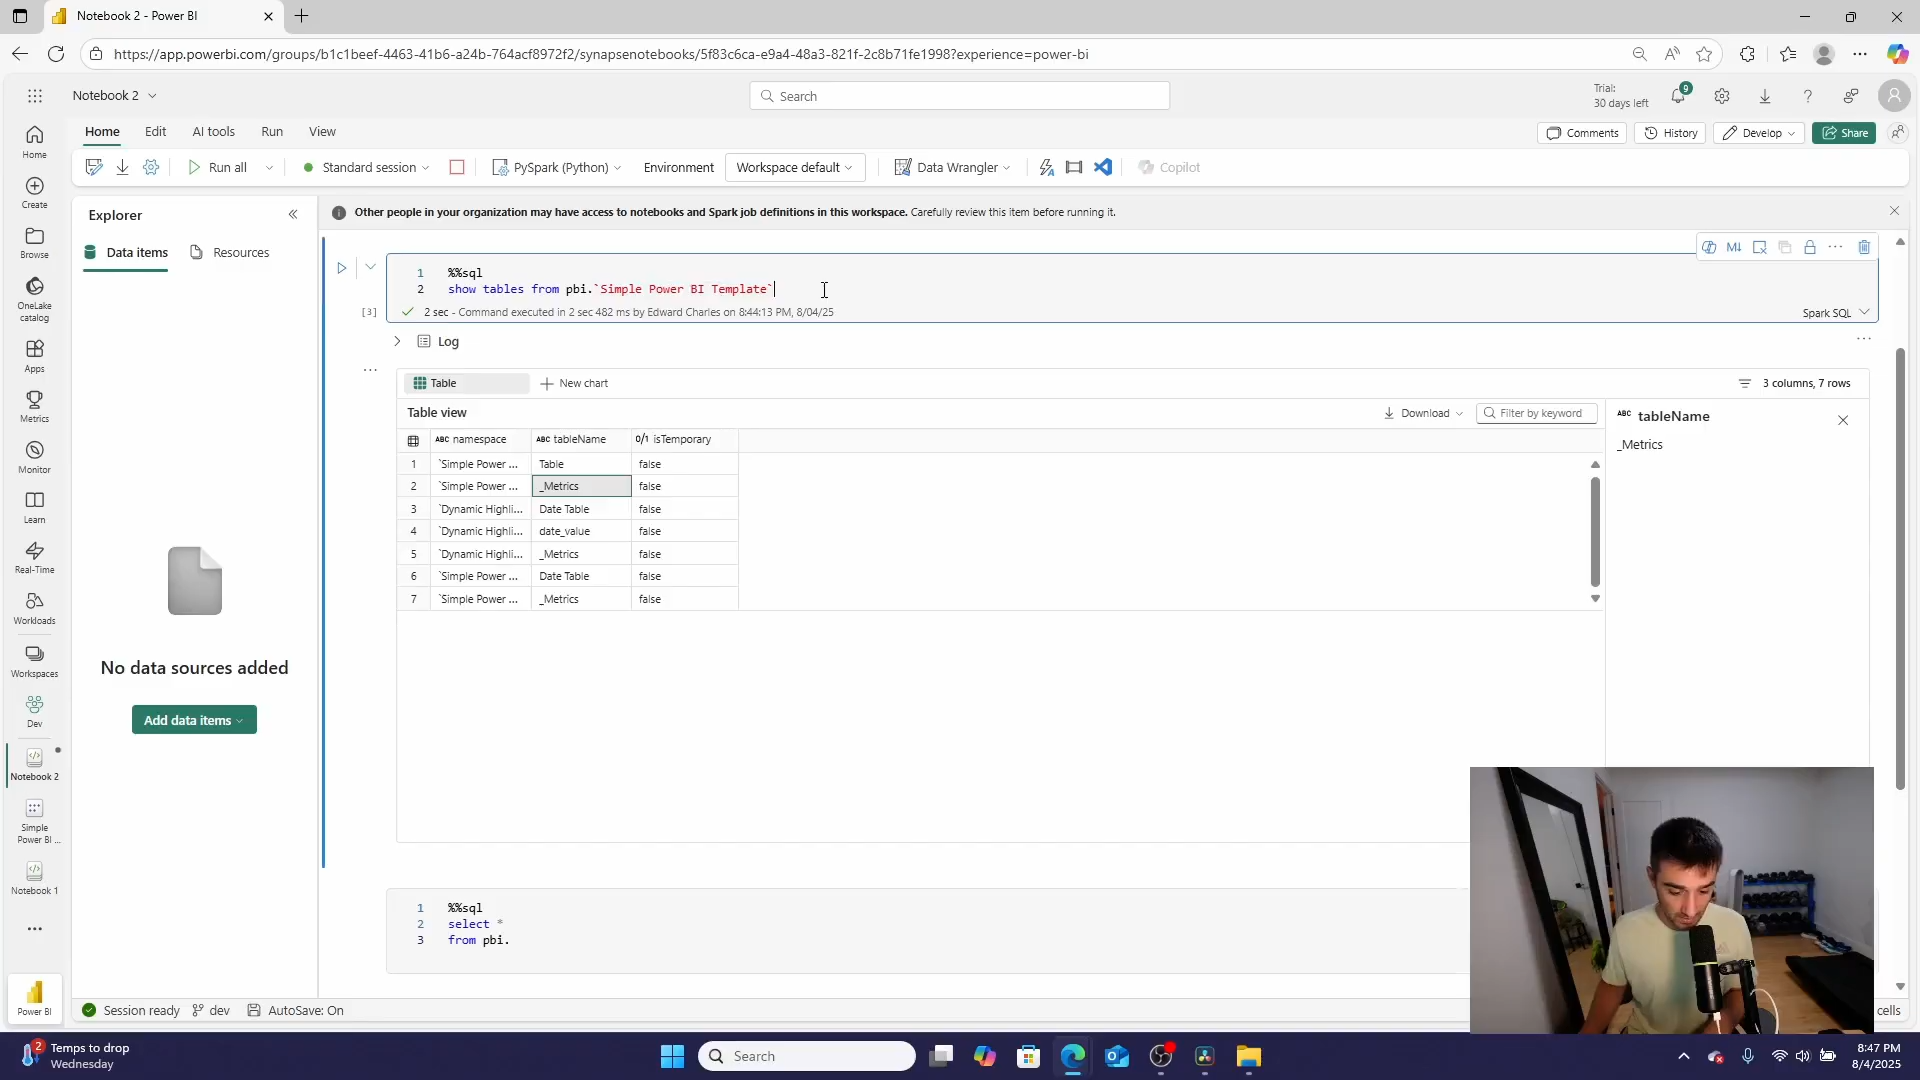 Notebook 2 - Power BI
https://app.powerbi.com/groups/b1c1beef-4463-41b6-a24b-764acf8972f2/synapsenotebooks/5f83c6ca-e9a4-48a3-821f-2c8b71fe1998?experience=power-bi
Notebook 2
Search
Trial:
30 days left
9
Home Edit AI tools Run View
Comments History Develop Share
Run all Standard session PySpark (Python) Environment Workspace default Data Wrangler Copilot
Home
Create
Browse
OneLake
catalog
Apps
Metrics
Monitor
Learn
Real-Time
Workloads
Workspaces
Dev
Notebook 2
Simple
Power BI ...
Notebook 1
Power BI
Explorer
Data items Resources
No data sources added
Add data items
Other people in your organization may have access to notebooks and Spark job definitions in this workspace. Carefully review this item before running it.
M↓
1 %%sql
2 show tables from pbi.`Simple Power BI Template`
[3] 2 sec - Command executed in 2 sec 482 ms by Edward Charles on 8:44:13 PM, 8/04/25
Spark SQL
Log
Table New chart 3 columns, 7 rows
Table view Download Filter by keyword
ABC namespace ABC tableName 0/1 isTemporary
1 `Simple Power ... Table false
2 `Simple Power ... _Metrics false
3 `Dynamic Highli... Date Table false
4 `Dynamic Highli... date_value false
5 `Dynamic Highli... _Metrics false
6 `Simple Power ... Date Table false
7 `Simple Power ... _Metrics false
ABC tableName
_Metrics
1 %%sql
2 select *
3 from pbi.
Session ready dev AutoSave: On
cells
2
Temps to drop
Wednesday
Search
8:47 PM
8/4/2025